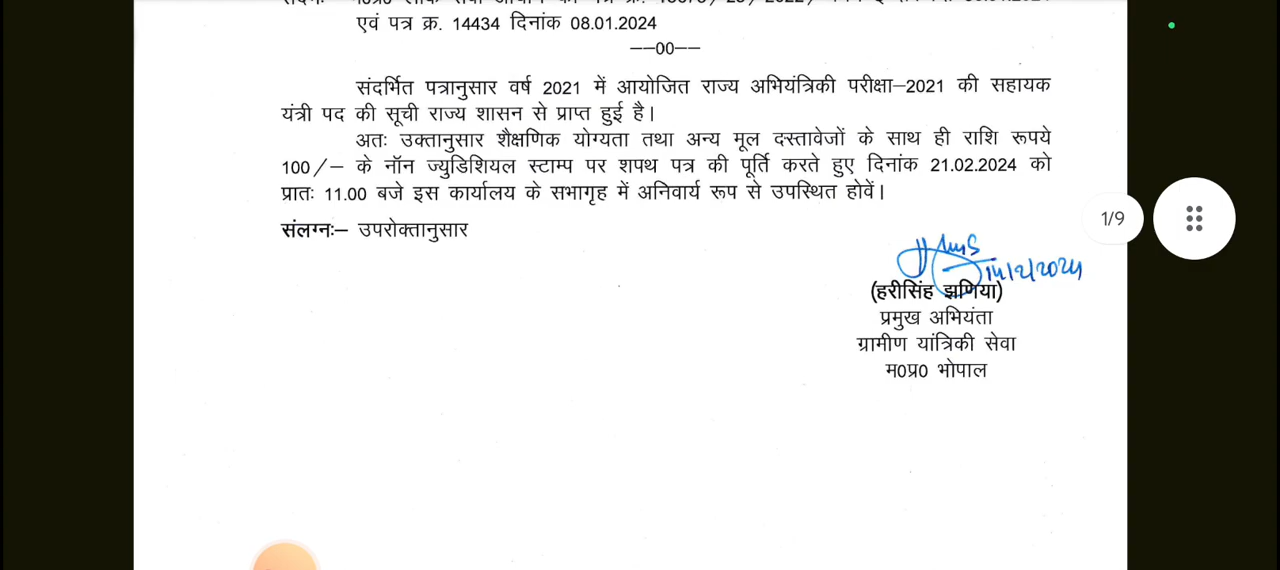 एवं पत्र क्र. 14434 दिनांक 08.01.2024
——00——
संदर्भित पत्रानुसार वर्ष 2021 में आयोजित राज्य अभियंत्रिकी परीक्षा—2021 की सहायक
यंत्री पद की सूची राज्य शासन से प्राप्त हुई है।
अतः उक्तानुसार शैक्षणिक योग्यता तथा अन्य मूल दस्तावेजों के साथ ही राशि रूपये
100/— के नॉन ज्युडिशियल स्टाम्प पर शपथ पत्र की पूर्ति करते हुए दिनांक 21.02.2024 को
प्रातः 11.00 बजे इस कार्यालय के सभागृह में अनिवार्य रूप से उपस्थित होवें।
संलग्नः— उपरोक्तानुसार
1/9
14/2/2024
(हरीसिंह झणिया)
प्रमुख अभियंता
ग्रामीण यांत्रिकी सेवा
म0प्र0 भोपाल